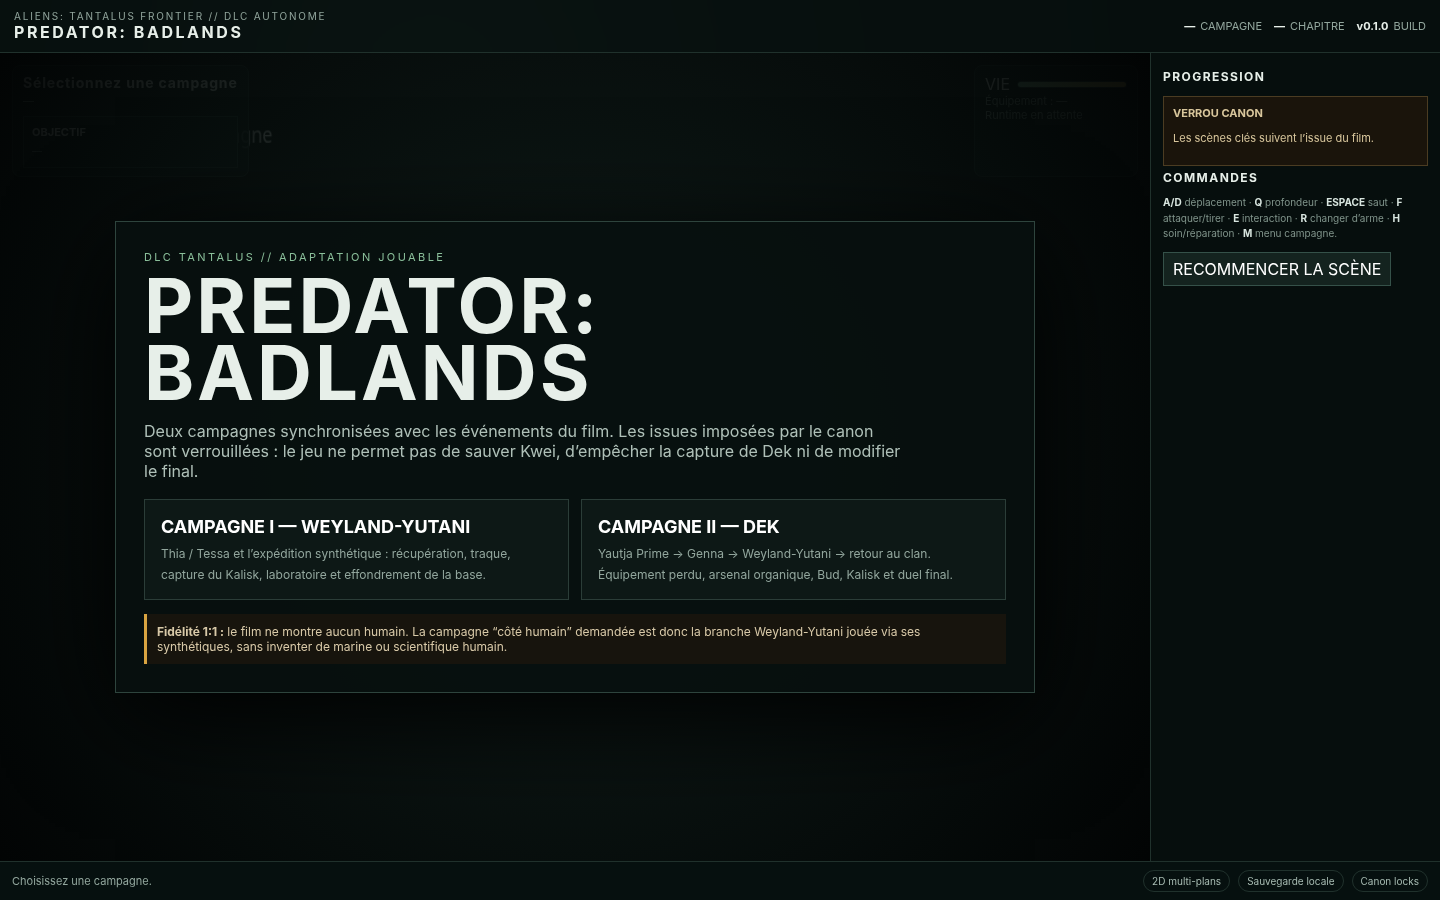 ALIENS: TANTALUS FRONTIER // DLC AUTONOME
PREDATOR: BADLANDS
— CAMPAGNE — CHAPITRE v0.1.0 BUILD
Sélectionnez une campagne
OBJECTIF
gne
VIE
Équipement : —
Runtime en attente
PROGRESSION
VERROU CANON
Les scènes clés suivent l’issue du film.
COMMANDES
A/D déplacement · Q profondeur · ESPACE saut · F
attaquer/tirer · E interaction · R changer d’arme · H
soin/réparation · M menu campagne.
RECOMMENCER LA SCÈNE
DLC TANTALUS // ADAPTATION JOUABLE
PREDATOR:
BADLANDS
Deux campagnes synchronisées avec les événements du film. Les issues imposées par le canon
sont verrouillées : le jeu ne permet pas de sauver Kwei, d’empêcher la capture de Dek ni de modifier
le final.
CAMPAGNE I — WEYLAND-YUTANI
Thia / Tessa et l’expédition synthétique : récupération, traque,
capture du Kalisk, laboratoire et effondrement de la base.
CAMPAGNE II — DEK
Yautja Prime → Genna → Weyland-Yutani → retour au clan.
Équipement perdu, arsenal organique, Bud, Kalisk et duel final.
Fidélité 1:1 : le film ne montre aucun humain. La campagne “côté humain” demandée est donc la branche Weyland-Yutani jouée via ses
synthétiques, sans inventer de marine ou scientifique humain.
Choisissez une campagne.
2D multi-plans
Sauvegarde locale
Canon locks